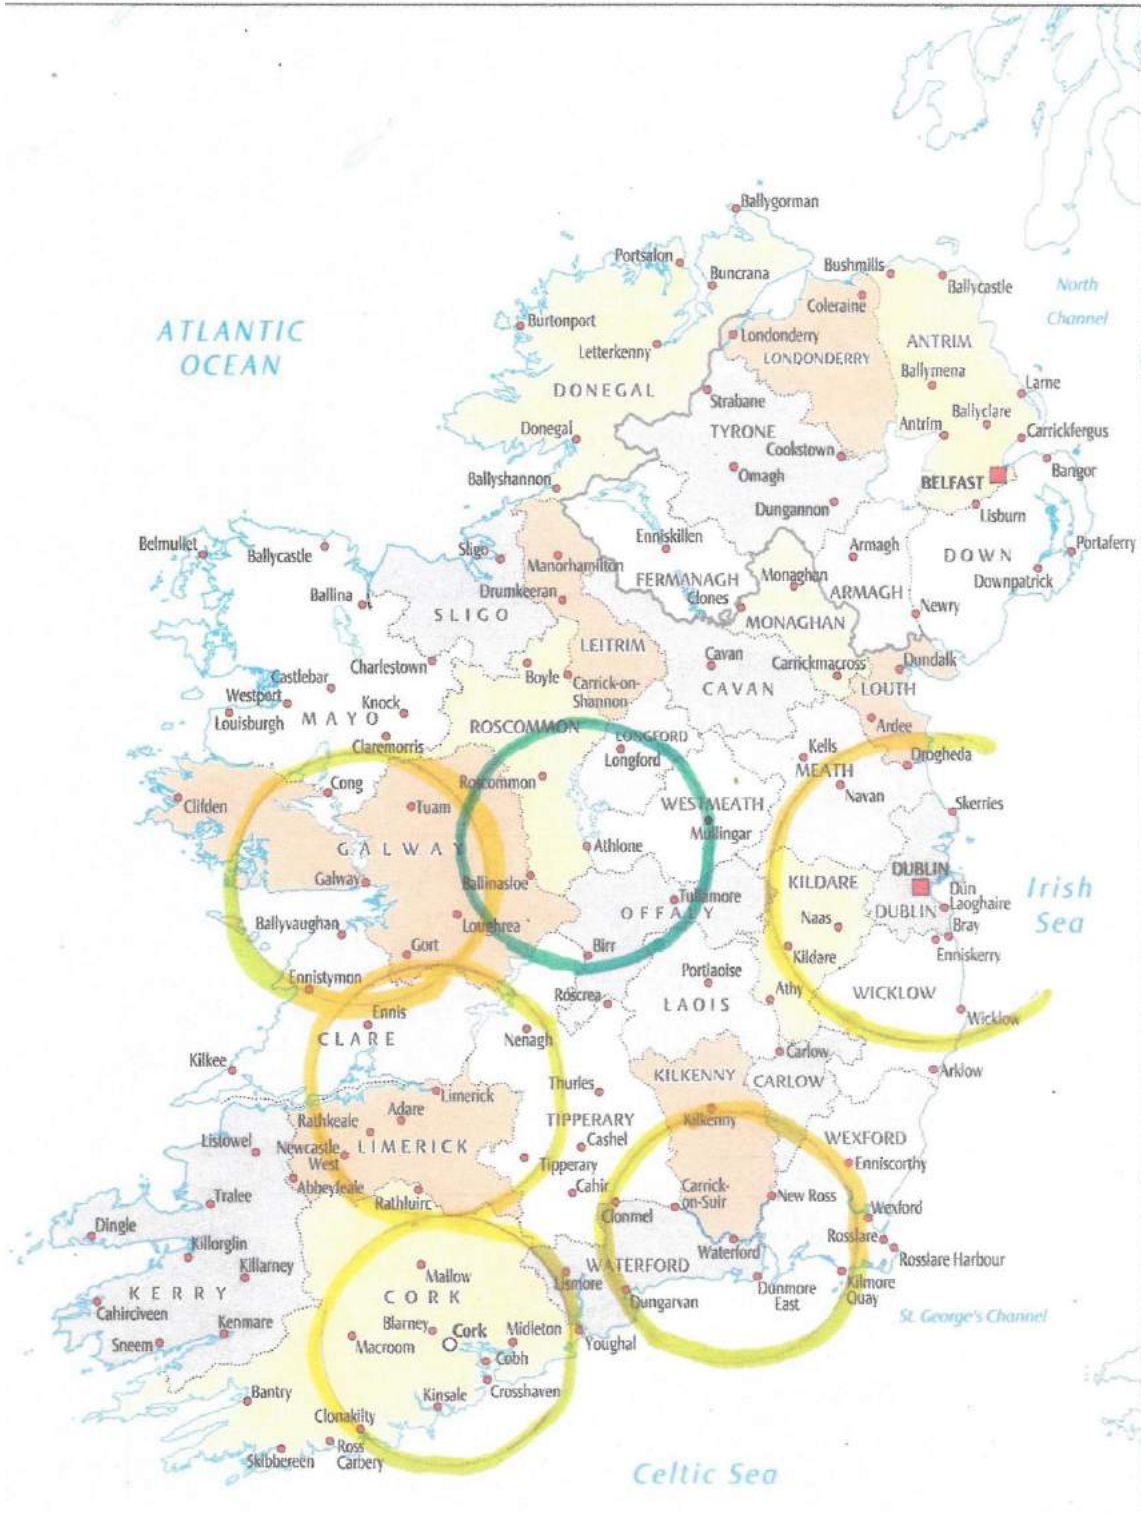 Ballygorman
Portsalon
Buncrana
Bushmills
Ballycastle
North
Channel
Coleraine
Burtonport
Londonderry
ATLANTIC
OCEAN
Letterkenny
LONDONDERRY
ANTRIM
Ballymena
DONEGAL
Larne
Strabane
Ballyclare
Donegal
TYRONE
Antrim
Carrickfergus
Cookstown
Bangor
Omagh
Ballyshannon
BELFAST
Dungannon
Lisburn
Belmullet
Ballycastle
Sligo
Enniskillen
Armagh
DOWN
Portaferry
Manorhamilton
FERMANAGH
Monaghan
Downpatrick
Drumkeeran
Clones
ARMAGH
Ballina
Newry
SLIGO
MONAGHAN
LEITRIM
Cavan
Carrickmacross
Dundalk
Charlestown
Boyle
Castlebar
Carrick-on-
Shannon
CAVAN
LOUTH
Westport
Knock
Louisburgh
MAYO
ROSCOMMON
Ardee
LONGFORD
Claremorris
Kells
Longford
Drogheda
MEATH
Cong
Roscommon
Navan
Clifden
Tuam
WESTMEATH
Skerries
Mullingar
GALWAY
Athlone
DUBLIN
Galway
Ballinasloe
KILDARE
Dun
Laoghaire
Irish
Sea
Tullamore
OFFALY
DUBLIN
Naas
Ballyvaughan
Loughrea
Bray
Gort
Birr
Kildare
Enniskerry
Ennistymon
Portlaoise
Roscrea
Athy
WICKLOW
LAOIS
Ennis
Wicklow
CLARE
Nenagh
Carlow
Kilkee
KILKENNY
CARLOW
Arklow
Thurles
Limerick
Adare
TIPPERARY
Kilkenny
Rathkeale
Cashel
WEXFORD
Listowel
Newcastle
West
LIMERICK
Tipperary
Enniscorthy
Abbeyfeale
Cahir
Carrick-
on-Suir
New Ross
Tralee
Rathluirc
Clonmel
Wexford
Dingle
Rosslare
Killorglin
Waterford
Rosslare Harbour
WATERFORD
Killarney
Mallow
Lismore
KERRY
CORK
Dunmore
East
Kilmore
Quay
Cahirciveen
Dungarvan
Kenmare
Blarney
Cork
Midleton
St. George's Channel
Sneem
Macroom
Youghal
Cobh
Bantry
Kinsale
Crosshaven
Clonakilty
Ross
Carbery
Skibbereen
Celtic Sea